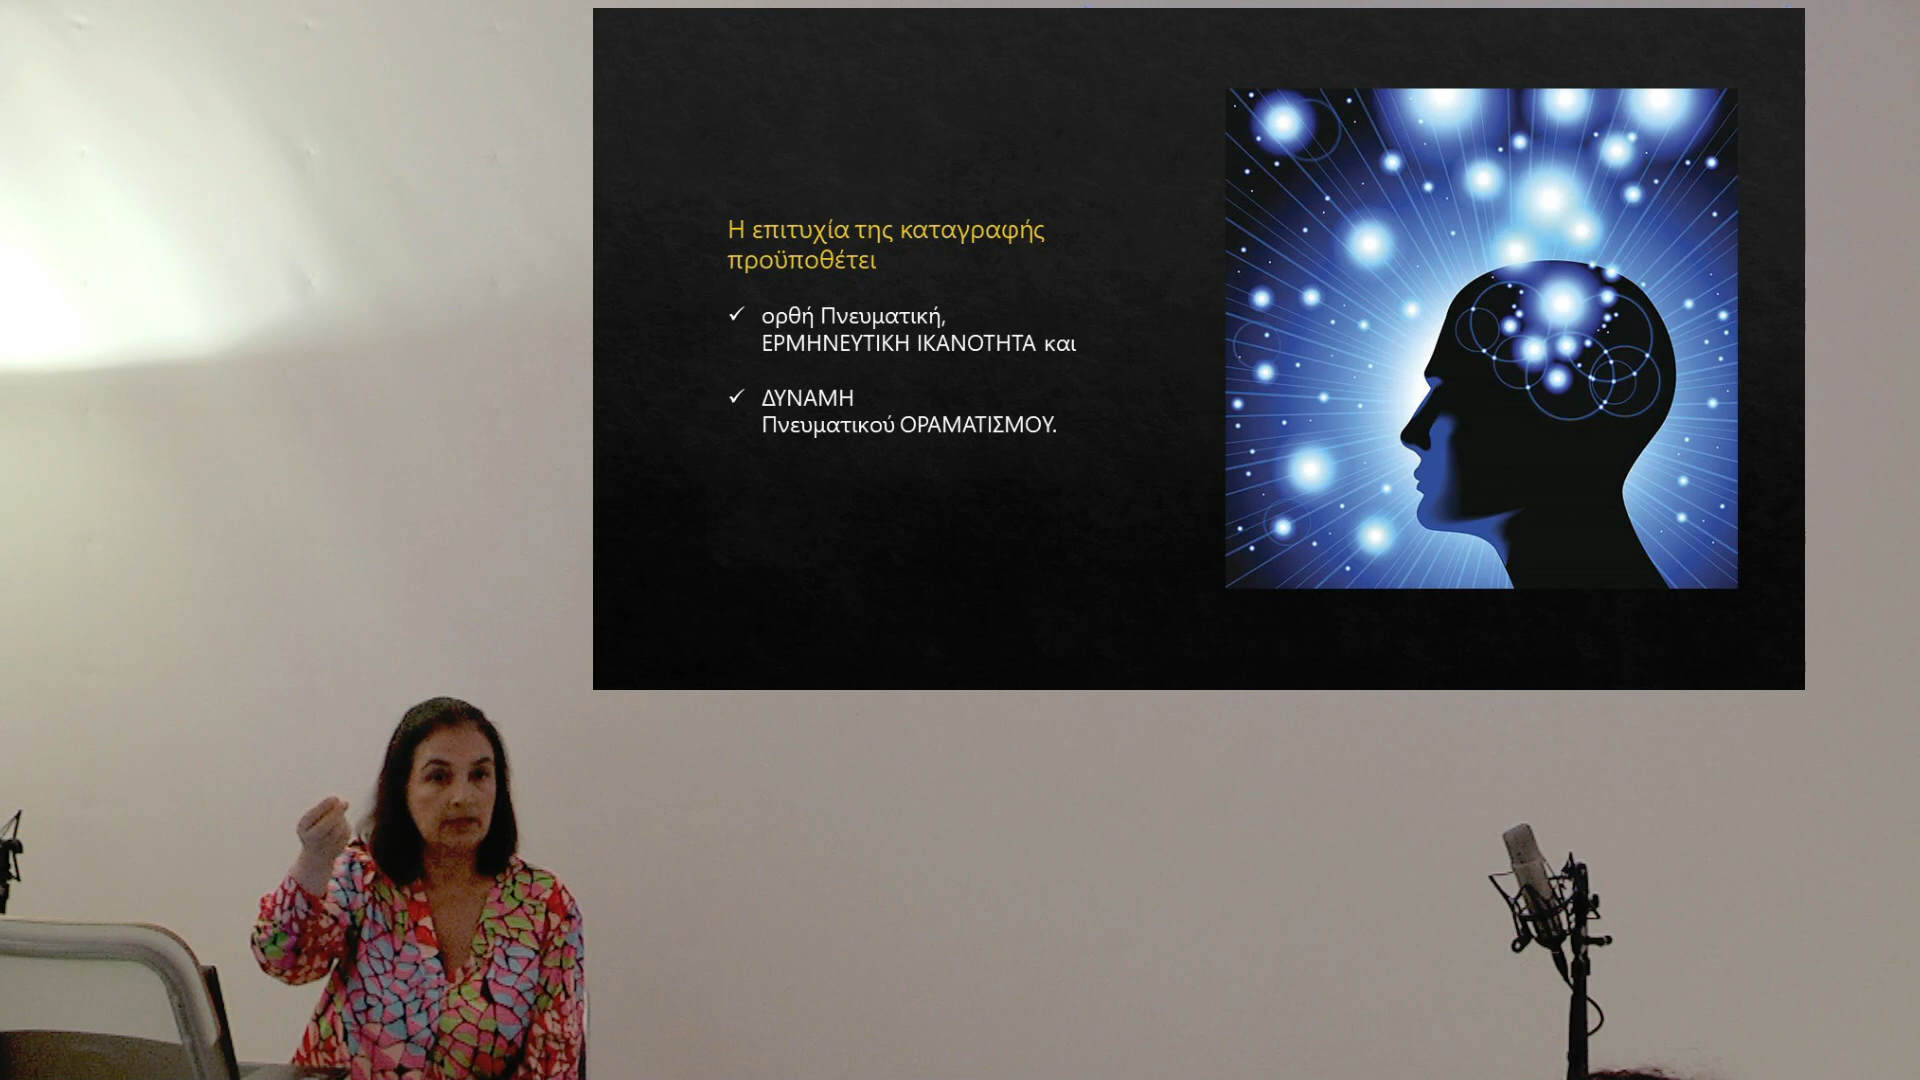 Η επιτυχία της καταγραφής
προϋποθέτει
ορθή Πνευματική,
ΕΡΜΗΝΕΥΤΙΚΗ ΙΚΑΝΟΤΗΤΑ και
ΔΥΝΑΜΗ
Πνευματικού ΟΡΑΜΑΤΙΣΜΟΥ.